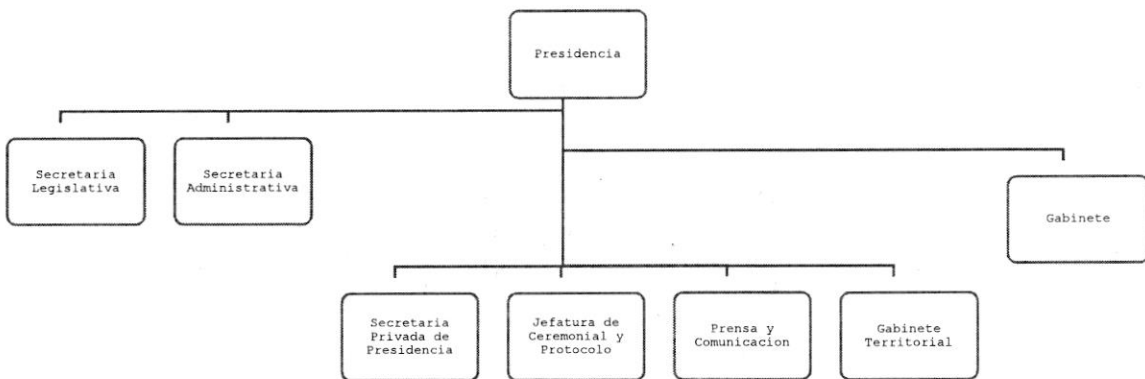 Presidencia
Secretaria
Legislativa
Secretaria
Administrativa
Gabinete
Secretaria
Privada de
Presidencia
Jefatura de
Ceremonial y
Protocolo
Prensa y
Comunicacion
Gabinete
Territorial